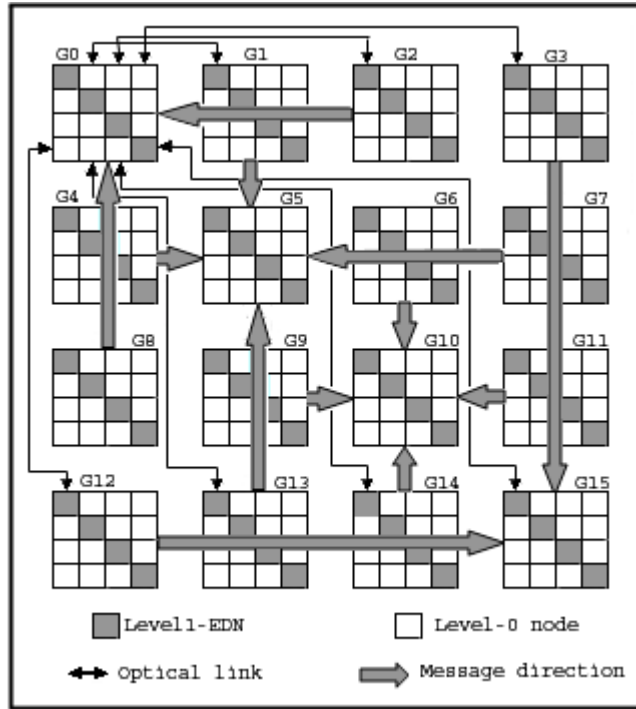 G0
G1
G2
G3
G4
G5
G6
G7
G8
G9
G10
G11
G12
G13
G14
G15
Level1-EDN
Level-0 node
Optical link
Message direction